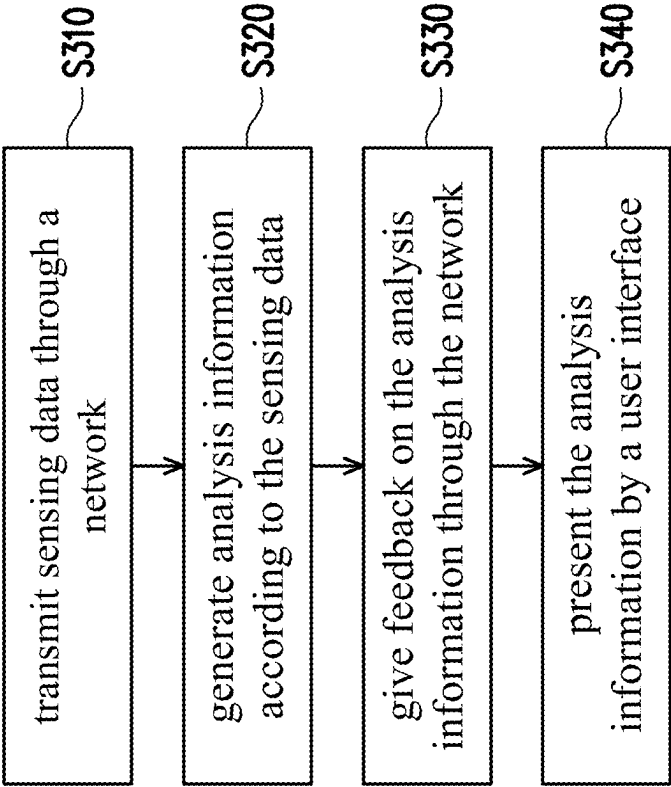 transmit sensing data through a
network
S310
generate analysis information
according to the sensing data
S320
give feedback on the analysis
information through the network
S330
present the analysis
information by a user interface
S340